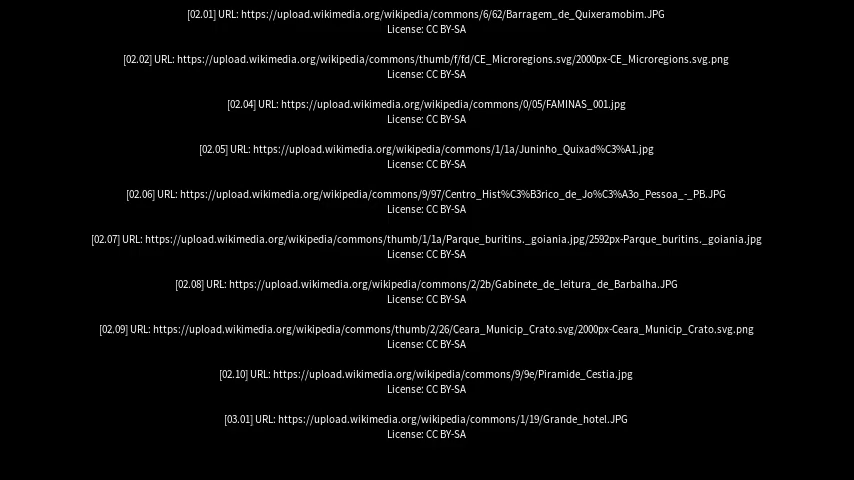 [02.01] URL: https://upload.wikimedia.org/wikipedia/commons/6/62/Barragem_de_Quixeramobim.JPG
License: CC BY-SA
[02.02] URL: https://upload.wikimedia.org/wikipedia/commons/thumb/f/fd/CE_Microregions.svg/2000px-CE_Microregions.svg.png
License: CC BY-SA
[02.04] URL: https://upload.wikimedia.org/wikipedia/commons/0/05/FAMINAS_001.jpg
License: CC BY-SA
[02.05] URL: https://upload.wikimedia.org/wikipedia/commons/1/1a/Juninho_Quixad%C3%A1.jpg
License: CC BY-SA
[02.06] URL: https://upload.wikimedia.org/wikipedia/commons/9/97/Centro_Hist%C3%B3rico_de_Jo%C3%A3o_Pessoa_-_PB.JPG
License: CC BY-SA
[02.07] URL: https://upload.wikimedia.org/wikipedia/commons/thumb/1/1a/Parque_buritins._goiania.jpg/2592px-Parque_buritins._goiania.jpg
License: CC BY-SA
[02.08] URL: https://upload.wikimedia.org/wikipedia/commons/2/2b/Gabinete_de_leitura_de_Barbalha.JPG
License: CC BY-SA
[02.09] URL: https://upload.wikimedia.org/wikipedia/commons/thumb/2/26/Ceara_Municip_Crato.svg/2000px-Ceara_Municip_Crato.svg.png
License: CC BY-SA
[02.10] URL: https://upload.wikimedia.org/wikipedia/commons/9/9e/Piramide_Cestia.jpg
License: CC BY-SA
[03.01] URL: https://upload.wikimedia.org/wikipedia/commons/1/19/Grande_hotel.JPG
License: CC BY-SA